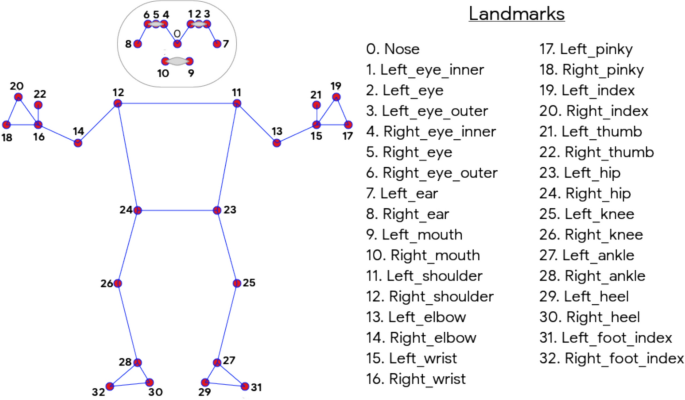 Landmarks
0. Nose
1. Left_eye_inner
2. Left_eye
3. Left_eye_outer
4. Right_eye_inner
5. Right_eye
6. Right_eye_outer
7. Left_ear
8. Right_ear
9. Left_mouth
10. Right_mouth
11. Left_shoulder
12. Right_shoulder
13. Left_elbow
14. Right_elbow
15. Left_wrist
16. Right_wrist
17. Left_pinky
18. Right_pinky
19. Left_index
20. Right_index
21. Left_thumb
22. Right_thumb
23. Left_hip
24. Right_hip
25. Left_knee
26. Right_knee
27. Left_ankle
28. Right_ankle
29. Left_heel
30. Right_heel
31. Left_foot_index
32. Right_foot_index
6 5 4 1 2 3
0
8 7
10 9
20 22 12 11 21 19
18 16 14 13 15 17
24 23
26 25
28 27
32 30 29 31